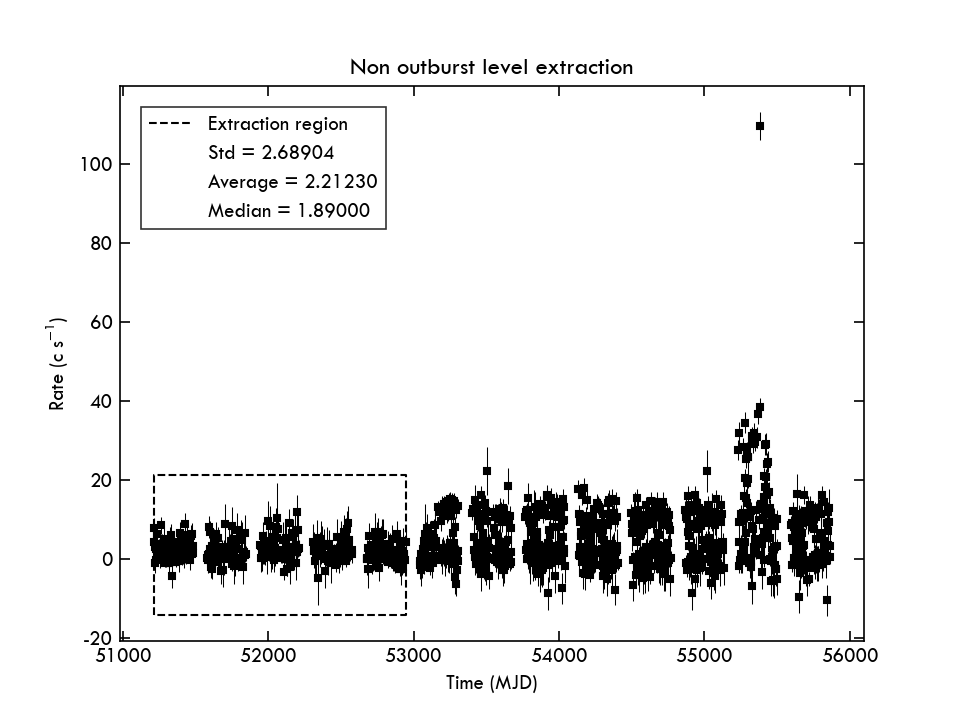 Non outburst level extraction
Extraction region
Std = 2.68904
Average = 2.21230
Median = 1.89000
Rate (c s⁻¹)
100
80
60
40
20
0
-20
51000 52000 53000 54000 55000 56000
Time (MJD)